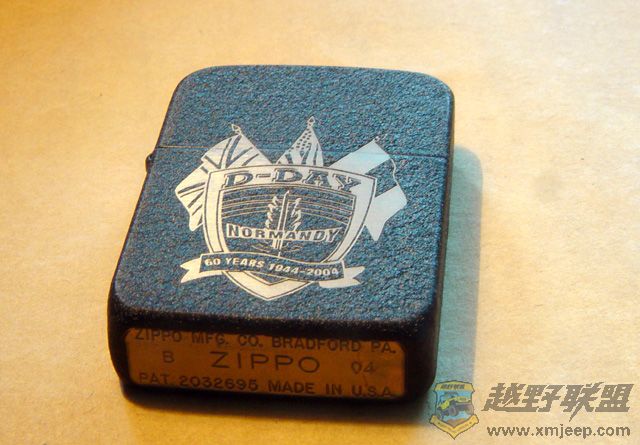 D-DAY
NORMANDY
60 YEARS 1944-2004
ZIPPO MFG. CO. BRADFORD PA.
B ZIPPO 04
PAT. 2032695 MADE IN U.S.A.
越野联盟
www.xmjeep.com